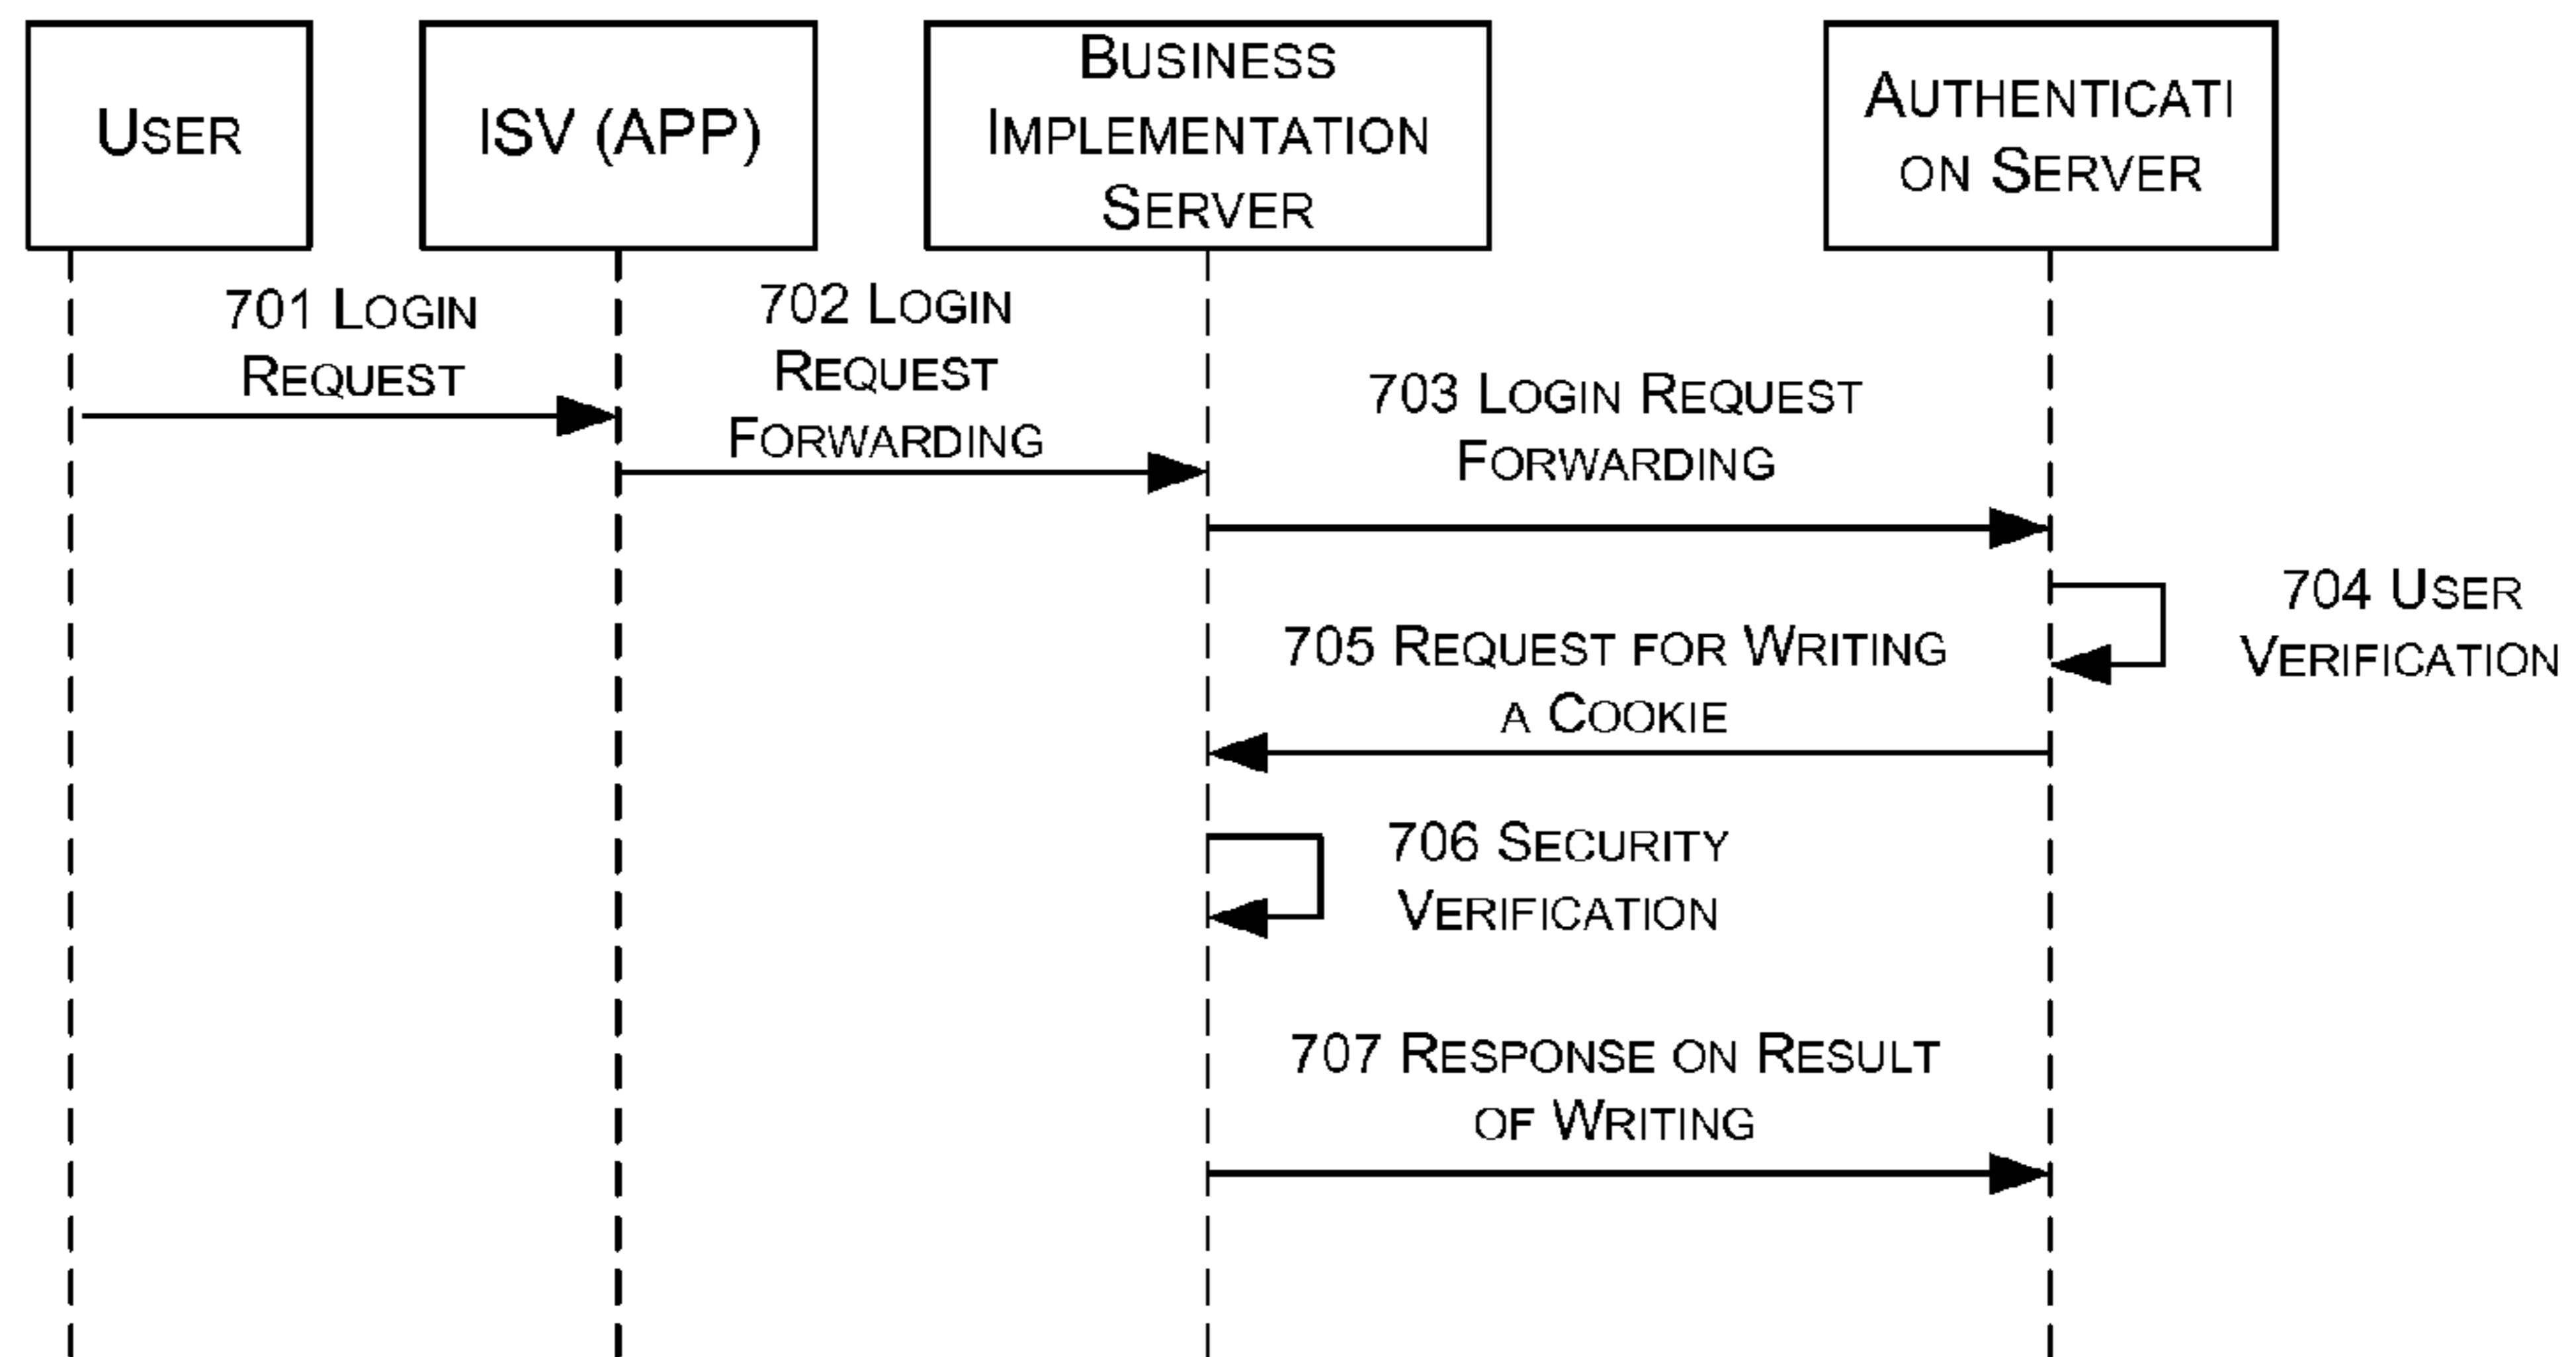 USER
ISV (APP)
BUSINESS
IMPLEMENTATION
SERVER
AUTHENTICATI
ON SERVER
701 LOGIN
REQUEST
702 LOGIN
REQUEST
FORWARDING
703 LOGIN REQUEST
FORWARDING
704 USER
VERIFICATION
705 REQUEST FOR WRITING
A COOKIE
706 SECURITY
VERIFICATION
707 RESPONSE ON RESULT
OF WRITING